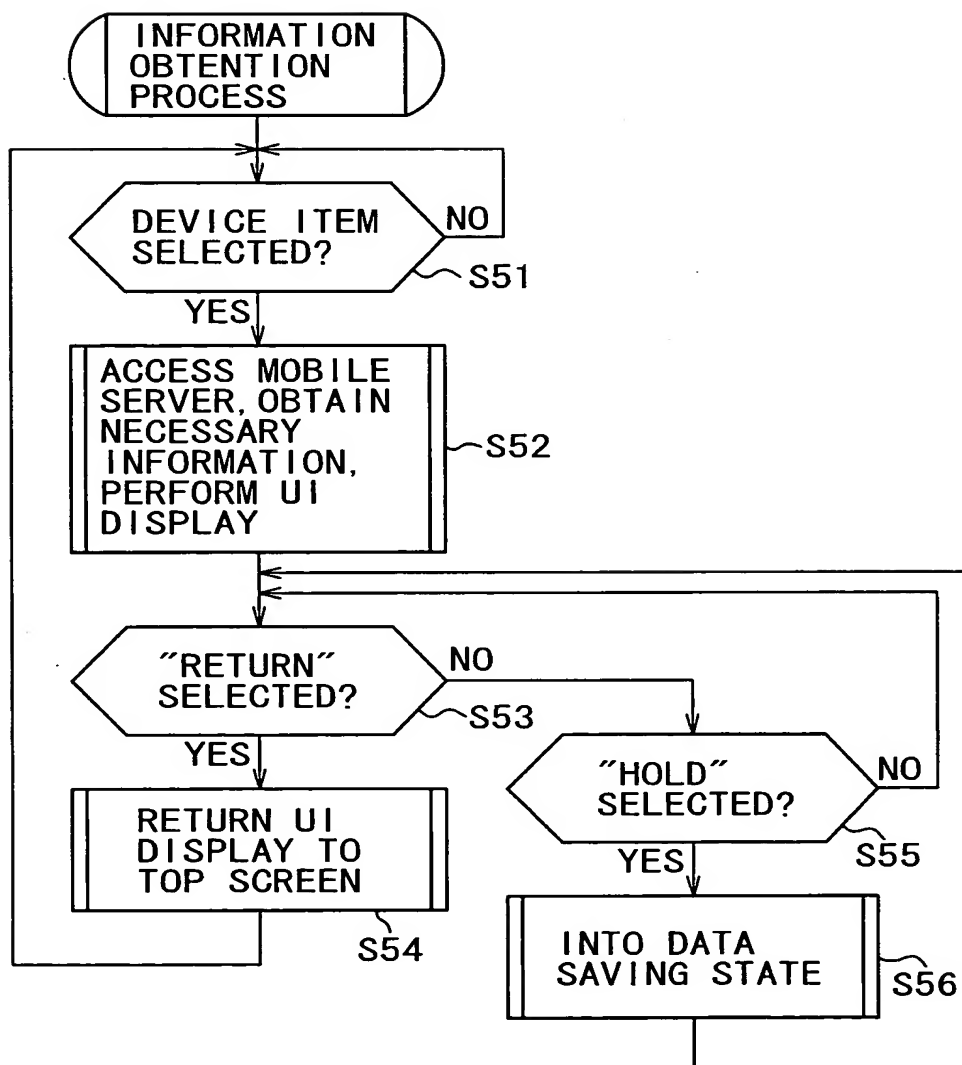 INFORMATION
OBTENTION
PROCESS
DEVICE ITEM
SELECTED?
NO
S51
YES
ACCESS MOBILE
SERVER, OBTAIN
NECESSARY
INFORMATION,
PERFORM UI
DISPLAY
S52
"RETURN"
SELECTED?
NO
S53
YES
RETURN UI
DISPLAY TO
TOP SCREEN
S54
"HOLD"
SELECTED?
NO
S55
YES
INTO DATA
SAVING STATE
S56